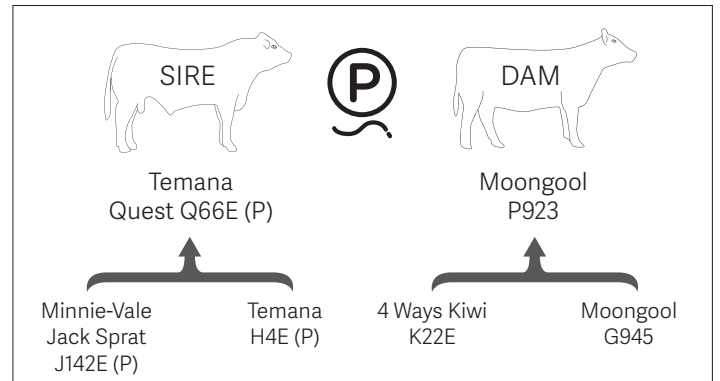 SIRE
P
DAM
Temana
Quest Q66E (P)
Moongool
P923
Minnie-Vale
Jack Sprat
J142E (P)
Temana
H4E (P)
4 Ways Kiwi
K22E
Moongool
G945